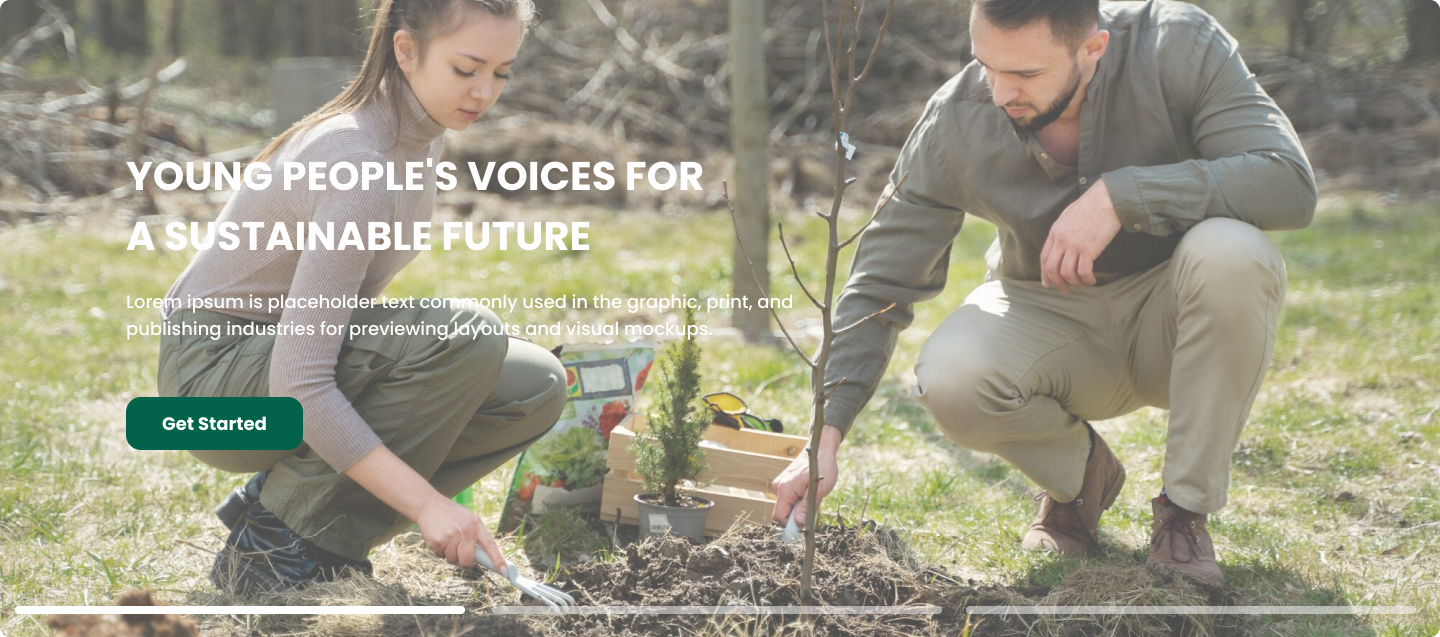 YOUNG PEOPLE'S VOICES FOR
A SUSTAINABLE FUTURE
Lorem ipsum is placeholder text commonly used in the graphic, print, and
publishing industries for previewing layouts and visual mockups.
Get Started